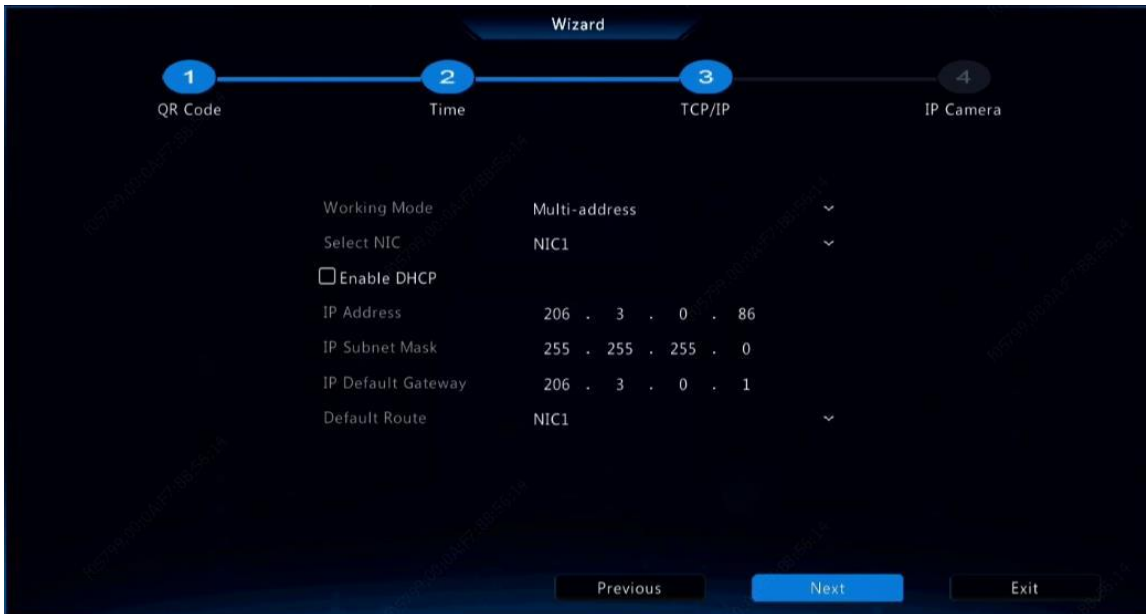 Wizard
1 2 3 4
QR Code Time TCP/IP IP Camera
Working Mode Multi-address
Select NIC NIC1
Enable DHCP
IP Address 206 . 3 . 0 . 86
IP Subnet Mask 255 . 255 . 255 . 0
IP Default Gateway 206 . 3 . 0 . 1
Default Route NIC1
Previous Next Exit